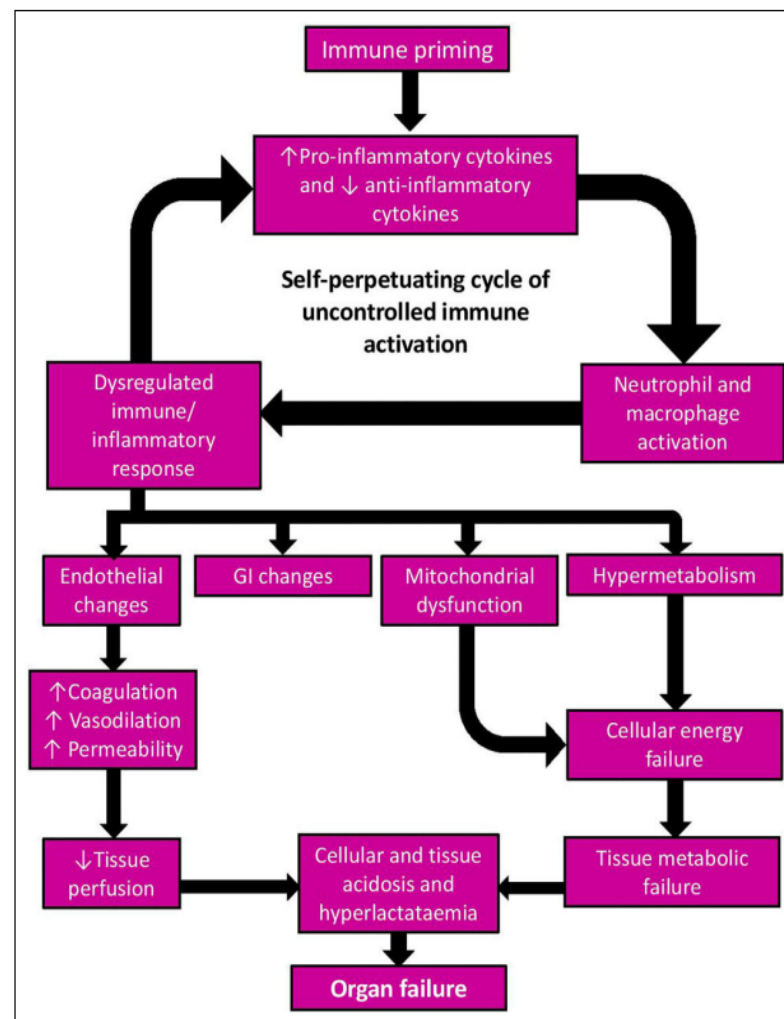 Immune priming
↑Pro-inflammatory cytokines
and ↓ anti-inflammatory
cytokines
Self-perpetuating cycle of
uncontrolled immune
activation
Dysregulated
immune/
inflammatory
response
Neutrophil and
macrophage
activation
Endothelial
changes
GI changes
Mitochondrial
dysfunction
Hypermetabolism
↑Coagulation
↑ Vasodilation
↑ Permeability
Cellular energy
failure
↓Tissue
perfusion
Cellular and tissue
acidosis and
hyperlactataemia
Tissue metabolic
failure
Organ failure